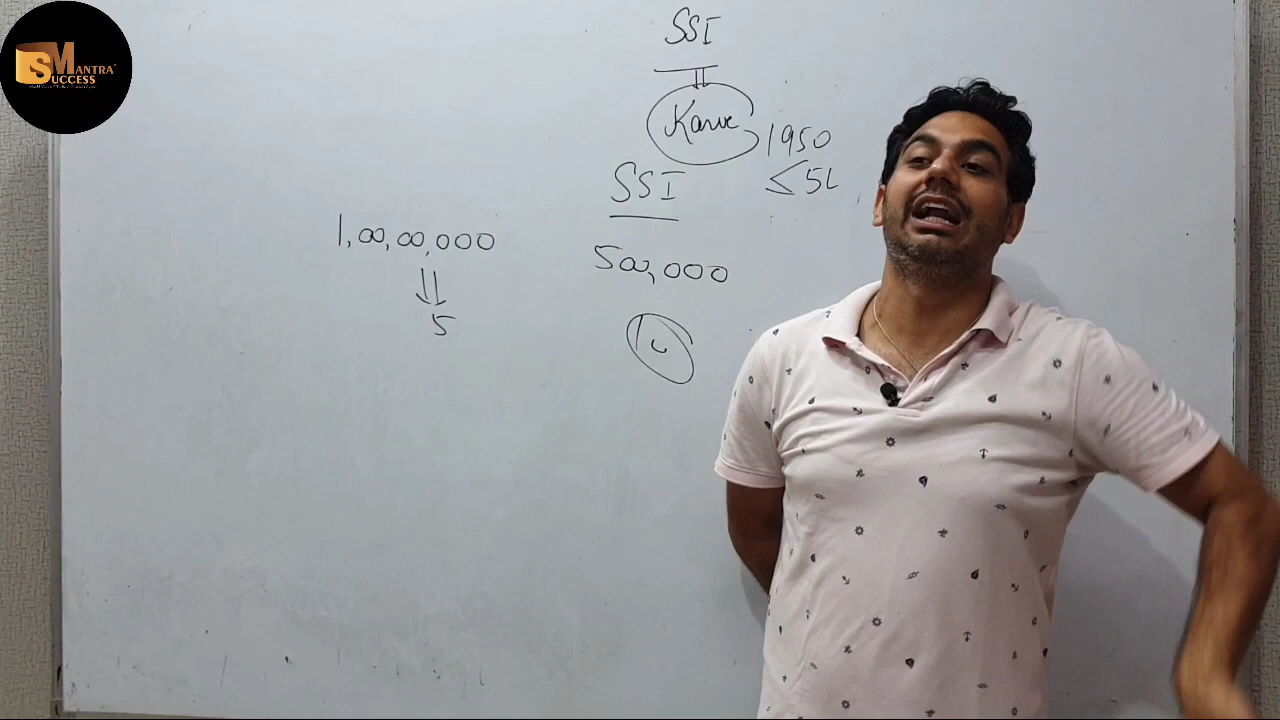 SUCCESS MANTRA
SSI
Karve
1950
≤ 5L
SSI
1,00,00,000
500,000
5